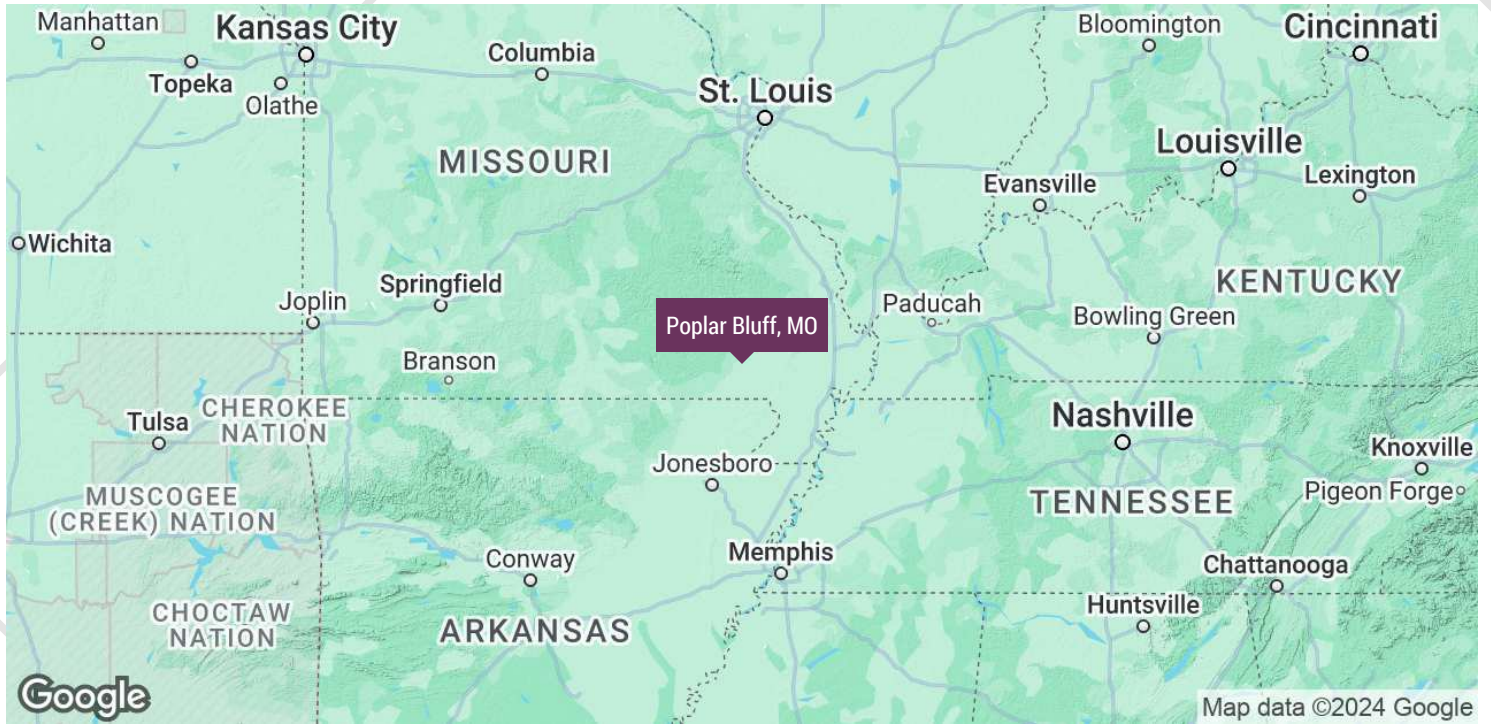 Manhattan
Kansas City
Bloomington
Cincinnati
Columbia
Topeka
St. Louis
Olathe
MISSOURI
Louisville
Evansville
Lexington
Wichita
Springfield
KENTUCKY
Joplin
Poplar Bluff, MO
Paducah
Bowling Green
Branson
CHEROKEE
NATION
Tulsa
Nashville
Knoxville
Jonesboro
MUSCOGEE
(CREEK) NATION
TENNESSEE
Pigeon Forge
Conway
Memphis
Chattanooga
CHOCTAW
NATION
ARKANSAS
Huntsville
Google
Map data ©2024 Google